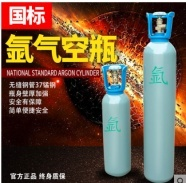 国标
氩气空瓶
NATIONAL STANDARD ARGON CYLINDER
无缝钢管37锰钢
瓶身壁厚加强
安全有保障
简单便捷安全
氩
氩
官方正品 终身质保